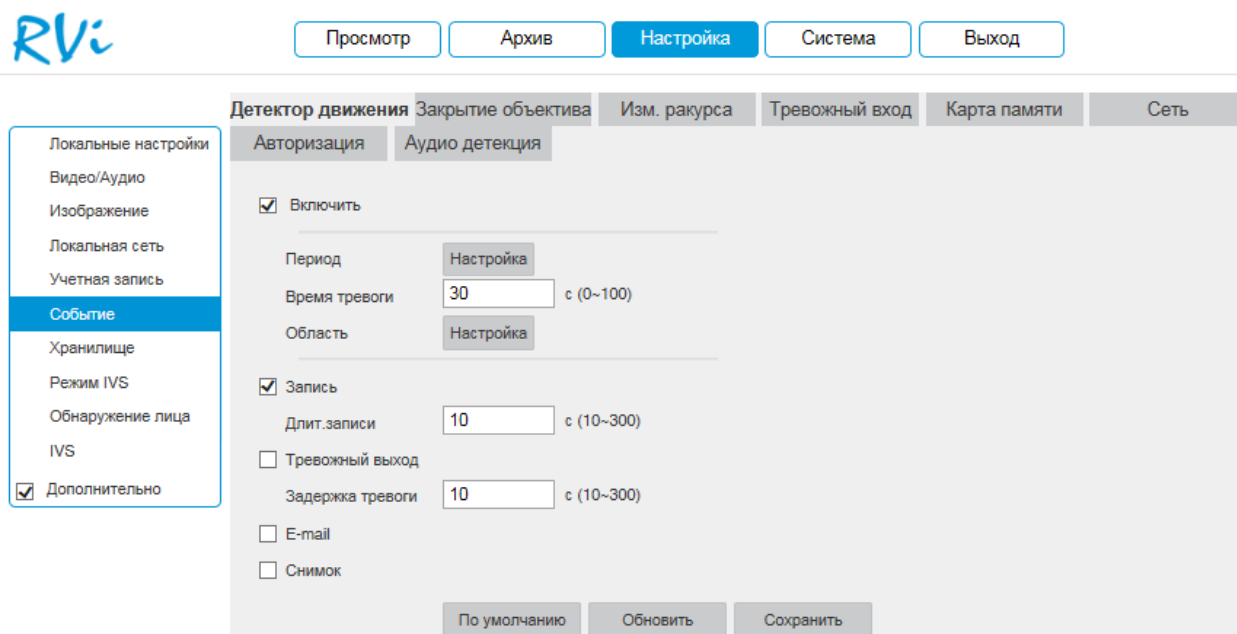 RVi
Просмотр Архив Настройка Система Выход
Детектор движения Закрытие объектива Изм. ракурса Тревожный вход Карта памяти Сеть
Авторизация Аудио детекция
Локальные настройки
Видео/Аудио
Изображение
Локальная сеть
Учетная запись
Событие
Хранилище
Режим IVS
Обнаружение лица
IVS
Дополнительно
Включить
Период Настройка
Время тревоги 30 с (0~100)
Область Настройка
Запись
Длит.записи 10 с (10~300)
Тревожный выход
Задержка тревоги 10 с (10~300)
E-mail
Снимок
По умолчанию Обновить Сохранить